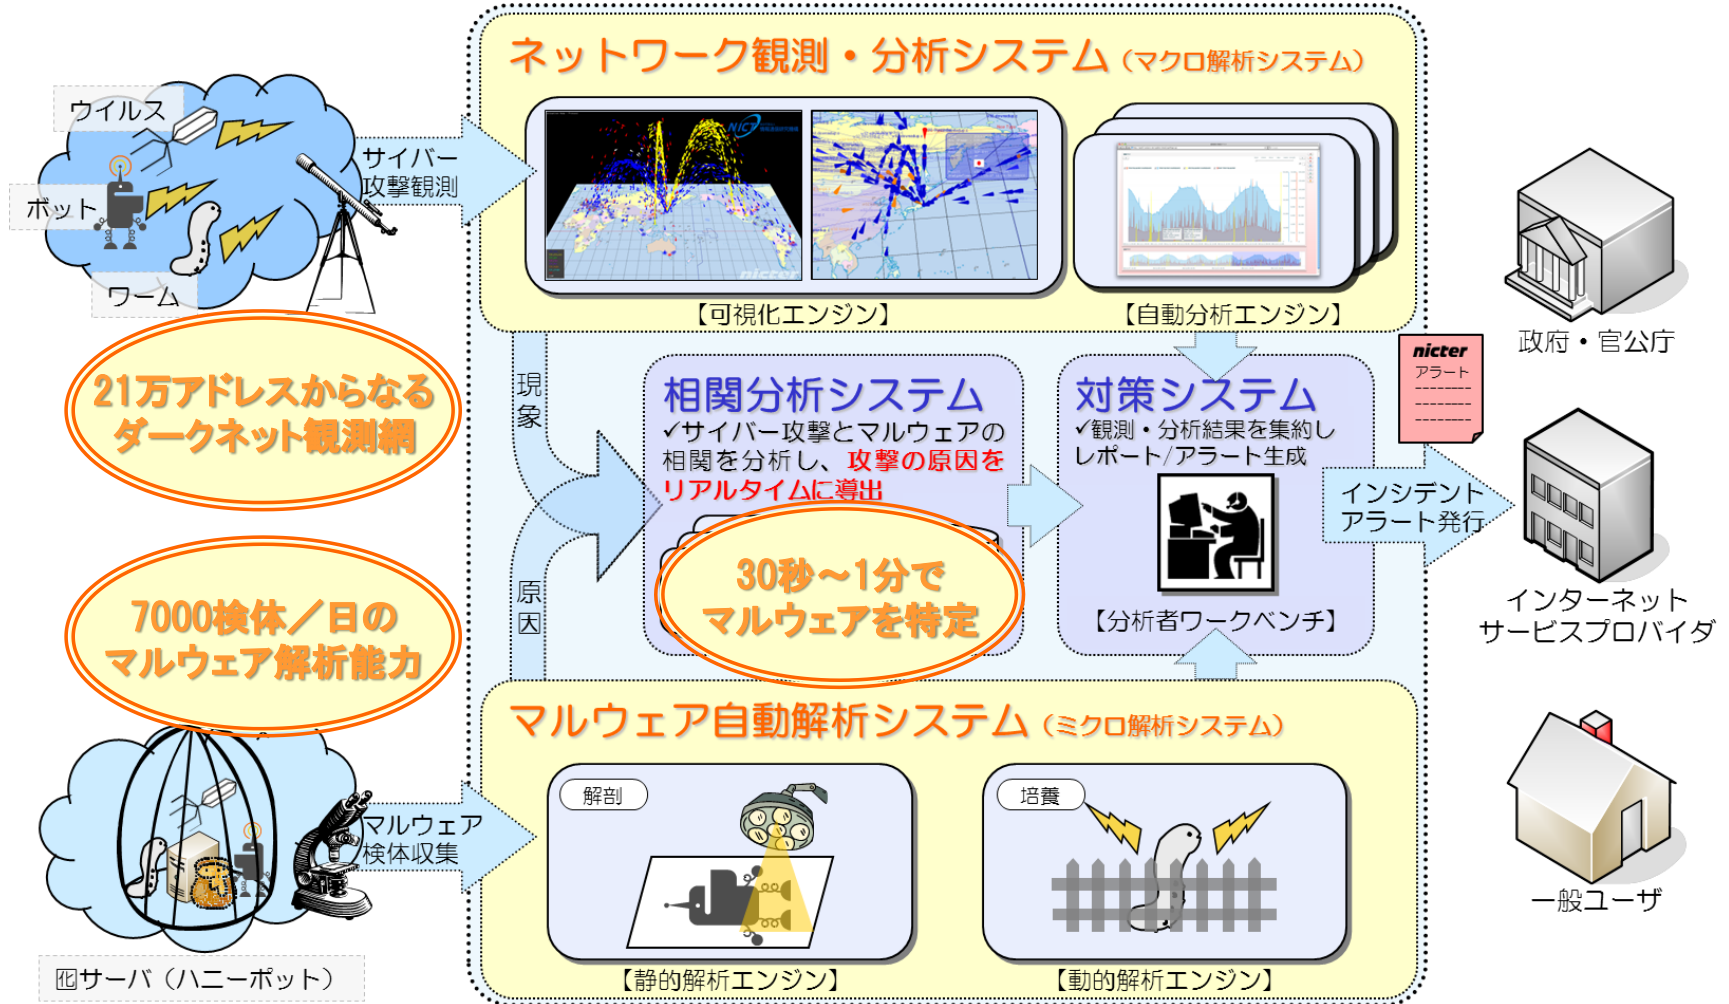 ネットワーク観測・分析システム（マクロ解析システム）
ウイルス
ボット
ワーム
サイバー
攻撃観測
NICT
nicter
【可視化エンジン】
【自動分析エンジン】
21万アドレスからなる
ダークネット観測網
現象
相関分析システム
✓サイバー攻撃とマルウェアの
相関を分析し、攻撃の原因を
リアルタイムに導出
30秒～1分で
マルウェアを特定
対策システム
✓観測・分析結果を集約し
レポート/アラート生成
【分析者ワークベンチ】
nicter
アラート
インシデント
アラート発行
政府・官公庁
インターネット
サービスプロバイダ
一般ユーザ
7000検体／日の
マルウェア解析能力
原因
マルウェア自動解析システム（ミクロ解析システム）
マルウェア
検体収集
解剖
培養
【静的解析エンジン】
【動的解析エンジン】
囮サーバ（ハニーポット）